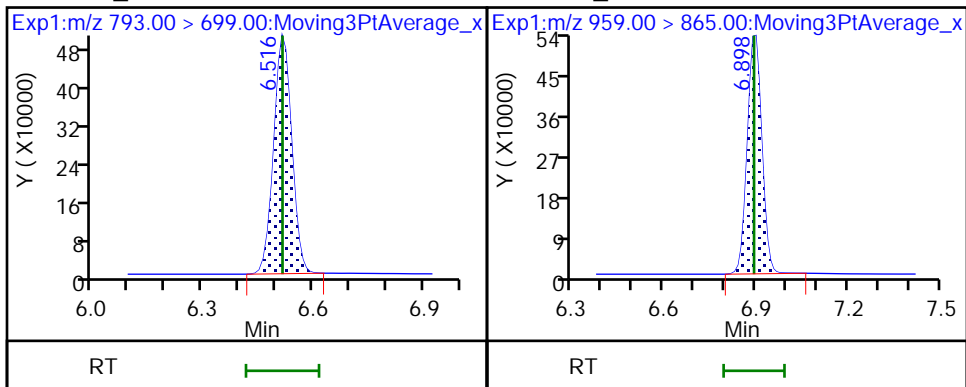 Exp1:m/z 793.00 > 699.00:Moving3PtAverage_x
48
40
32
24
16
8
0
Y ( X10000)
6.516
6.0 6.3 6.6 6.9
Min
RT
Exp1:m/z 959.00 > 865.00:Moving3PtAverage_x
54
45
36
27
18
9
0
Y ( X10000)
6.898
6.3 6.6 6.9 7.2 7.5
Min
RT